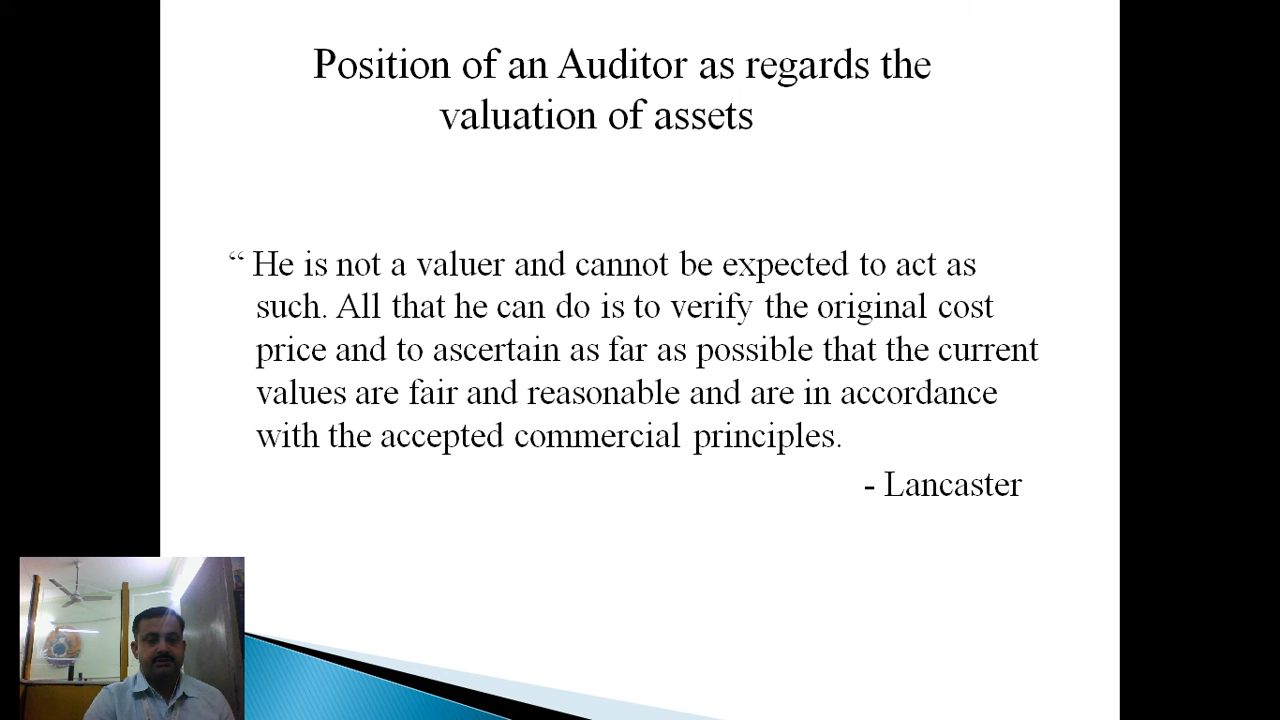 Position of an Auditor as regards the
valuation of assets
“ He is not a valuer and cannot be expected to act as
such. All that he can do is to verify the original cost
price and to ascertain as far as possible that the current
values are fair and reasonable and are in accordance
with the accepted commercial principles.
- Lancaster